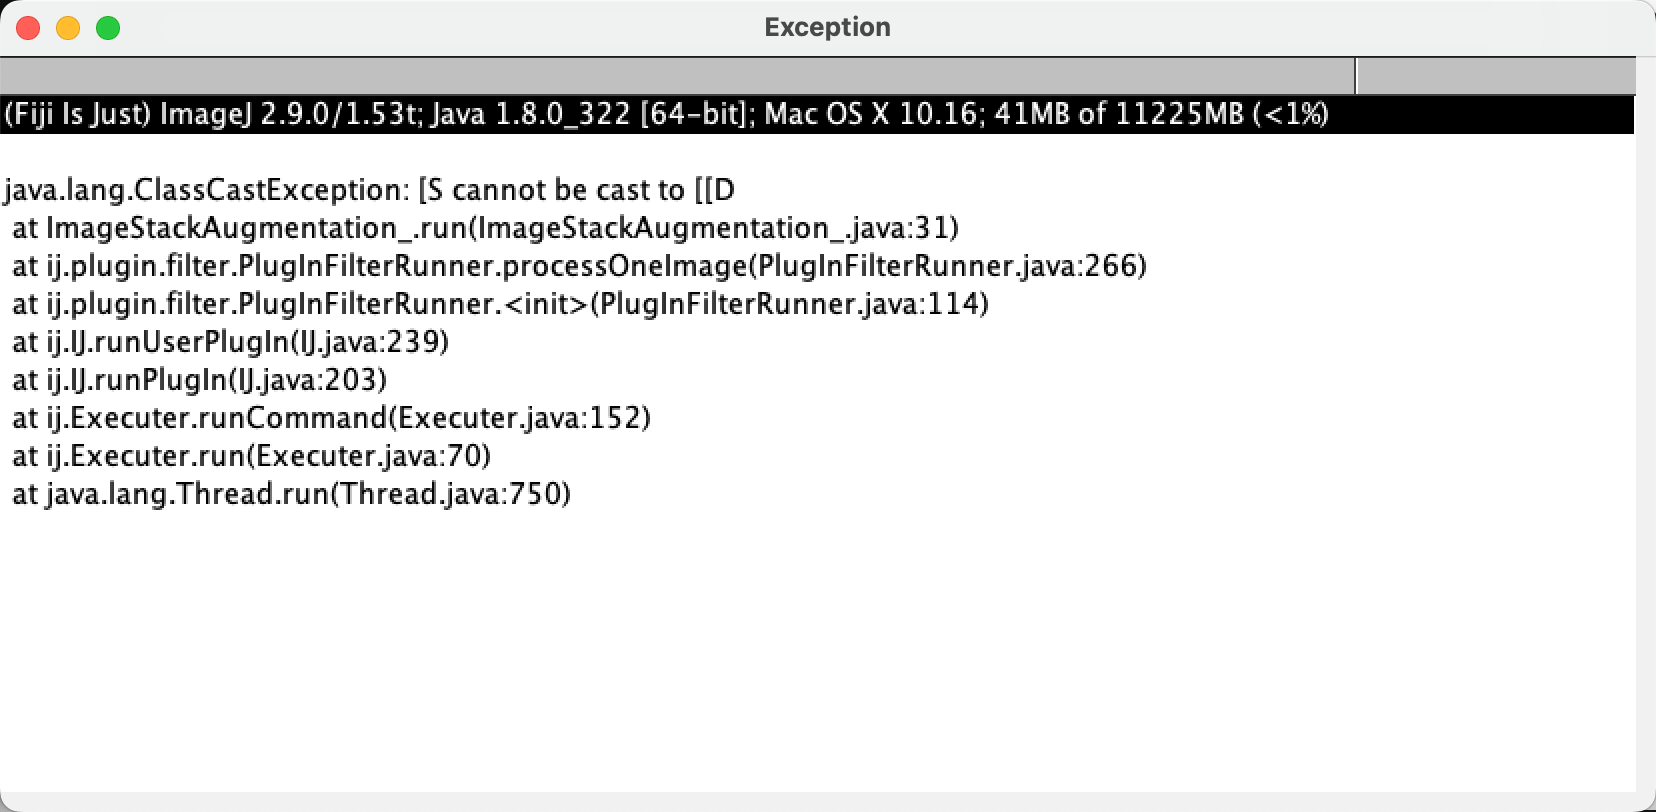 Exception
(Fiji Is Just) ImageJ 2.9.0/1.53t; Java 1.8.0_322 [64-bit]; Mac OS X 10.16; 41MB of 11225MB (<1%)
java.lang.ClassCastException: [S cannot be cast to [[D
at ImageStackAugmentation_.run(ImageStackAugmentation_.java:31)
at ij.plugin.filter.PlugInFilterRunner.processOneImage(PlugInFilterRunner.java:266)
at ij.plugin.filter.PlugInFilterRunner.<init>(PlugInFilterRunner.java:114)
at ij.IJ.runUserPlugIn(IJ.java:239)
at ij.IJ.runPlugIn(IJ.java:203)
at ij.Executer.runCommand(Executer.java:152)
at ij.Executer.run(Executer.java:70)
at java.lang.Thread.run(Thread.java:750)